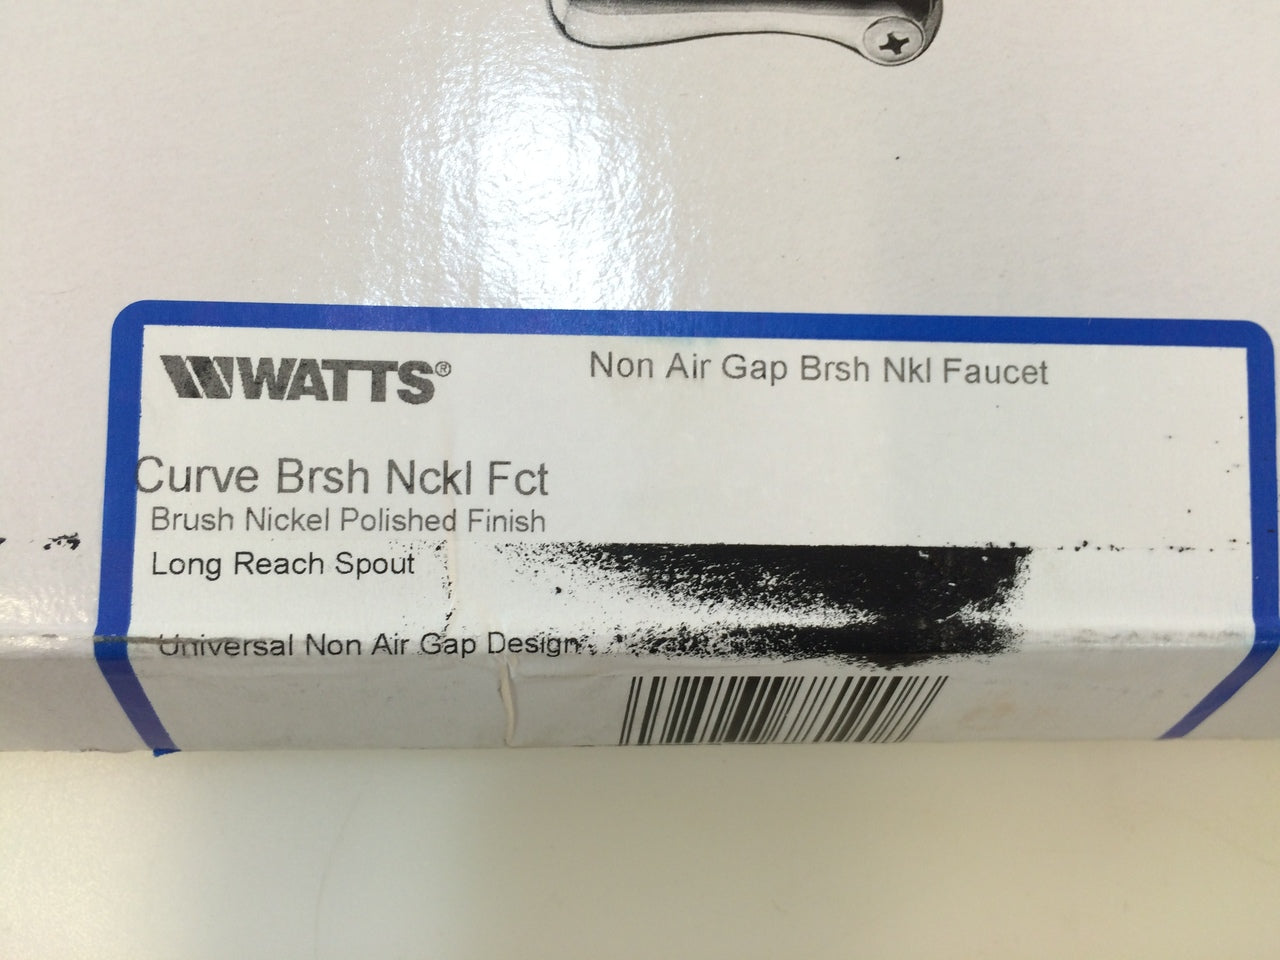 WATTS®
Non Air Gap Brsh Nkl Faucet
Curve Brsh Nckl Fct
Brush Nickel Polished Finish
Long Reach Spout
Universal Non Air Gap Design